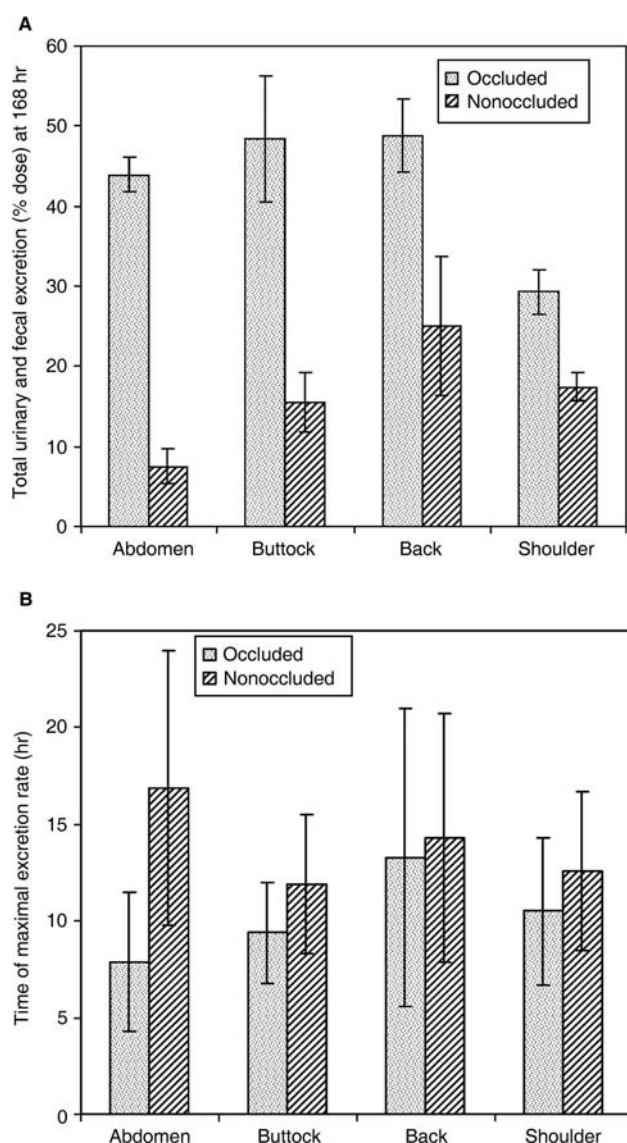 A
Total urinary and fecal excretion (% dose) at 168 hr
60
50
40
30
20
10
0
Occluded
Nonoccluded
Abdomen Buttock Back Shoulder
B
Time of maximal excretion rate (hr)
25
20
15
10
5
0
Occluded
Nonoccluded
Abdomen Buttock Back Shoulder